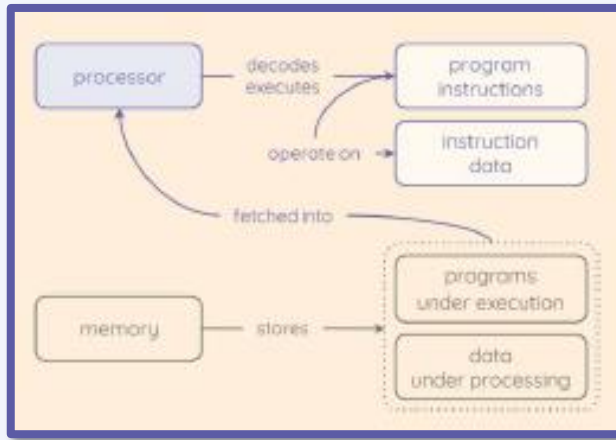 processor
decodes
executes
program
instructions
operate on
instruction
data
fetched into
programs
under execution
memory
stores
data
under processing